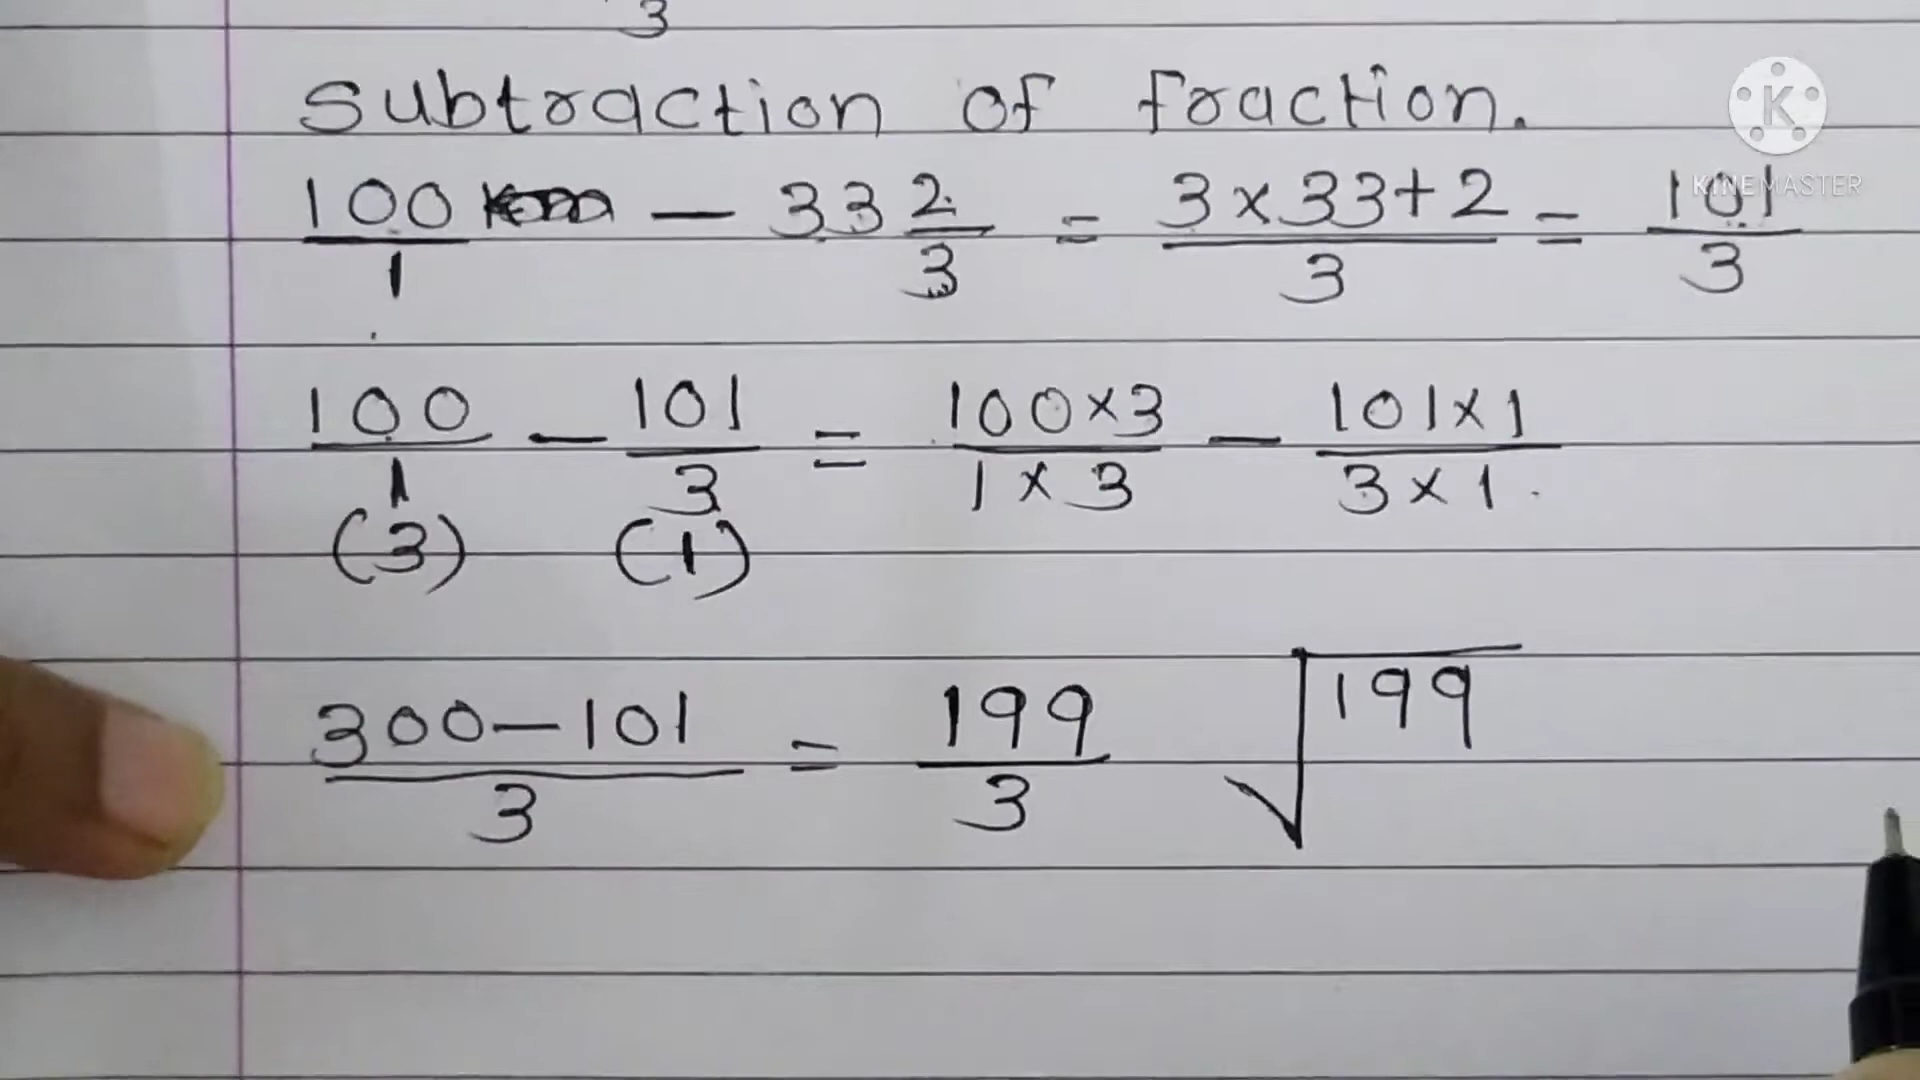 3
Subtraction of fraction.
100/1 — 33 2/3 = 3×33+2/3 = 101/3
100/1 — 101/3 = 100×3/1×3 — 101×1/3×1
(3) (1)
300—101/3 = 199/3 √199
K
KINEMASTER